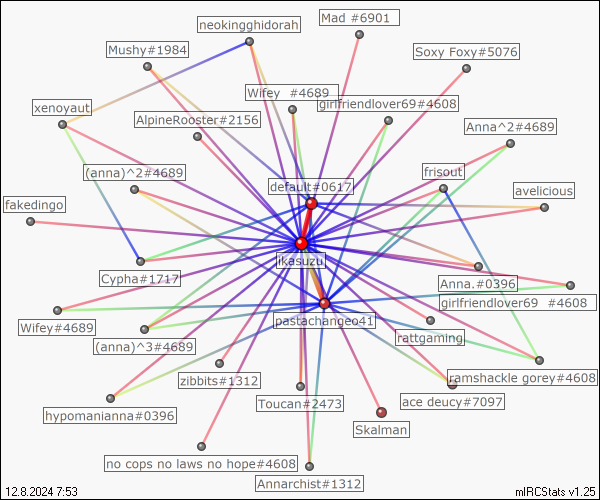 neokingghidorah
Mad #6901
Mushy#1984
Soxy Foxy#5076
Wifey  #4689
girlfriendlover69#4608
xenoyaut
AlpineRooster#2156
Anna^2#4689
(anna)^2#4689
frisout
default#0617
avelicious
fakedingo
ikasuzu
Cypha#1717
Anna.#0396
girlfriendlover69  #4608
Wifey#4689
pastachangeo41
rattgaming
(anna)^3#4689
zibbits#1312
ramshackle gorey#4608
hypomanianna#0396
Toucan#2473
ace deucy#7097
Skalman
no cops no laws no hope#4608
Annarchist#1312
12.8.2024 7:53
mIRCStats v1.25